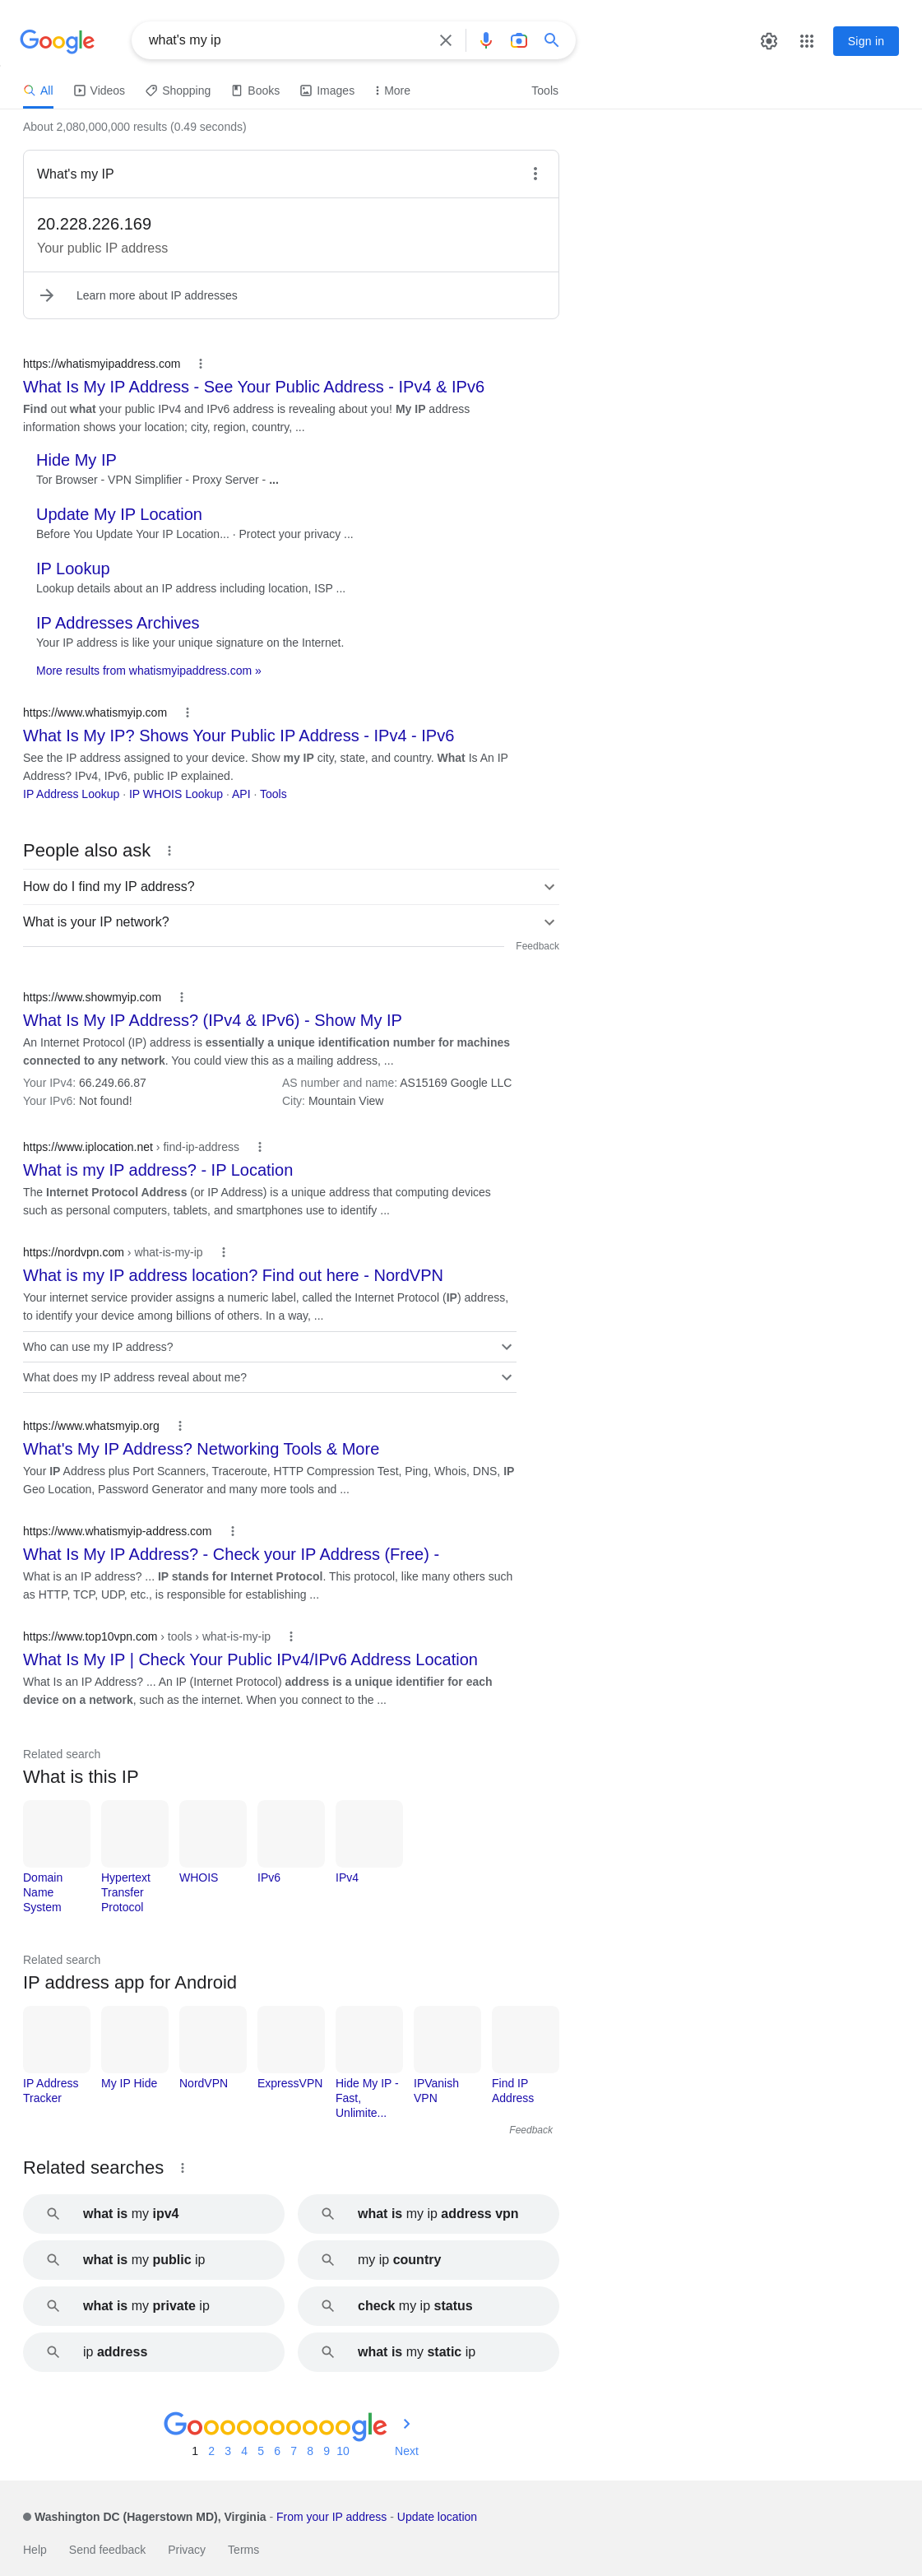 Google
what's my ip
Sign in
All
Videos
Shopping
Books
Images
More
Tools
About 2,080,000,000 results (0.49 seconds)
What's my IP
20.228.226.169
Your public IP address
Learn more about IP addresses
https://whatismyipaddress.com
What Is My IP Address - See Your Public Address - IPv4 & IPv6
Find out what your public IPv4 and IPv6 address is revealing about you! My IP address
information shows your location; city, region, country, ...
Hide My IP
Tor Browser - VPN Simplifier - Proxy Server - ...
Update My IP Location
Before You Update Your IP Location... · Protect your privacy ...
IP Lookup
Lookup details about an IP address including location, ISP ...
IP Addresses Archives
Your IP address is like your unique signature on the Internet.
More results from whatismyipaddress.com »
https://www.whatismyip.com
What Is My IP? Shows Your Public IP Address - IPv4 - IPv6
See the IP address assigned to your device. Show my IP city, state, and country. What Is An IP
Address? IPv4, IPv6, public IP explained.
IP Address Lookup · IP WHOIS Lookup · API · Tools
People also ask
How do I find my IP address?
What is your IP network?
Feedback
https://www.showmyip.com
What Is My IP Address? (IPv4 & IPv6) - Show My IP
An Internet Protocol (IP) address is essentially a unique identification number for machines
connected to any network. You could view this as a mailing address, ...
Your IPv4: 66.249.66.87
AS number and name: AS15169 Google LLC
Your IPv6: Not found!
City: Mountain View
https://www.iplocation.net › find-ip-address
What is my IP address? - IP Location
The Internet Protocol Address (or IP Address) is a unique address that computing devices
such as personal computers, tablets, and smartphones use to identify ...
https://nordvpn.com › what-is-my-ip
What is my IP address location? Find out here - NordVPN
Your internet service provider assigns a numeric label, called the Internet Protocol (IP) address,
to identify your device among billions of others. In a way, ...
Who can use my IP address?
What does my IP address reveal about me?
https://www.whatsmyip.org
What's My IP Address? Networking Tools & More
Your IP Address plus Port Scanners, Traceroute, HTTP Compression Test, Ping, Whois, DNS, IP
Geo Location, Password Generator and many more tools and ...
https://www.whatismyip-address.com
What Is My IP Address? - Check your IP Address (Free) -
What is an IP address? ... IP stands for Internet Protocol. This protocol, like many others such
as HTTP, TCP, UDP, etc., is responsible for establishing ...
https://www.top10vpn.com › tools › what-is-my-ip
What Is My IP | Check Your Public IPv4/IPv6 Address Location
What Is an IP Address? ... An IP (Internet Protocol) address is a unique identifier for each
device on a network, such as the internet. When you connect to the ...
Related search
What is this IP
Domain
Name
System
Hypertext
Transfer
Protocol
WHOIS
IPv6
IPv4
Related search
IP address app for Android
IP Address
Tracker
My IP Hide
NordVPN
ExpressVPN
Hide My IP -
Fast,
Unlimite...
IPVanish
VPN
Find IP
Address
Feedback
Related searches
what is my ipv4
what is my ip address vpn
what is my public ip
my ip country
what is my private ip
check my ip status
ip address
what is my static ip
Goooooooooogle
1 2 3 4 5 6 7 8 9 10 Next
Washington DC (Hagerstown MD), Virginia - From your IP address - Update location
Help
Send feedback
Privacy
Terms